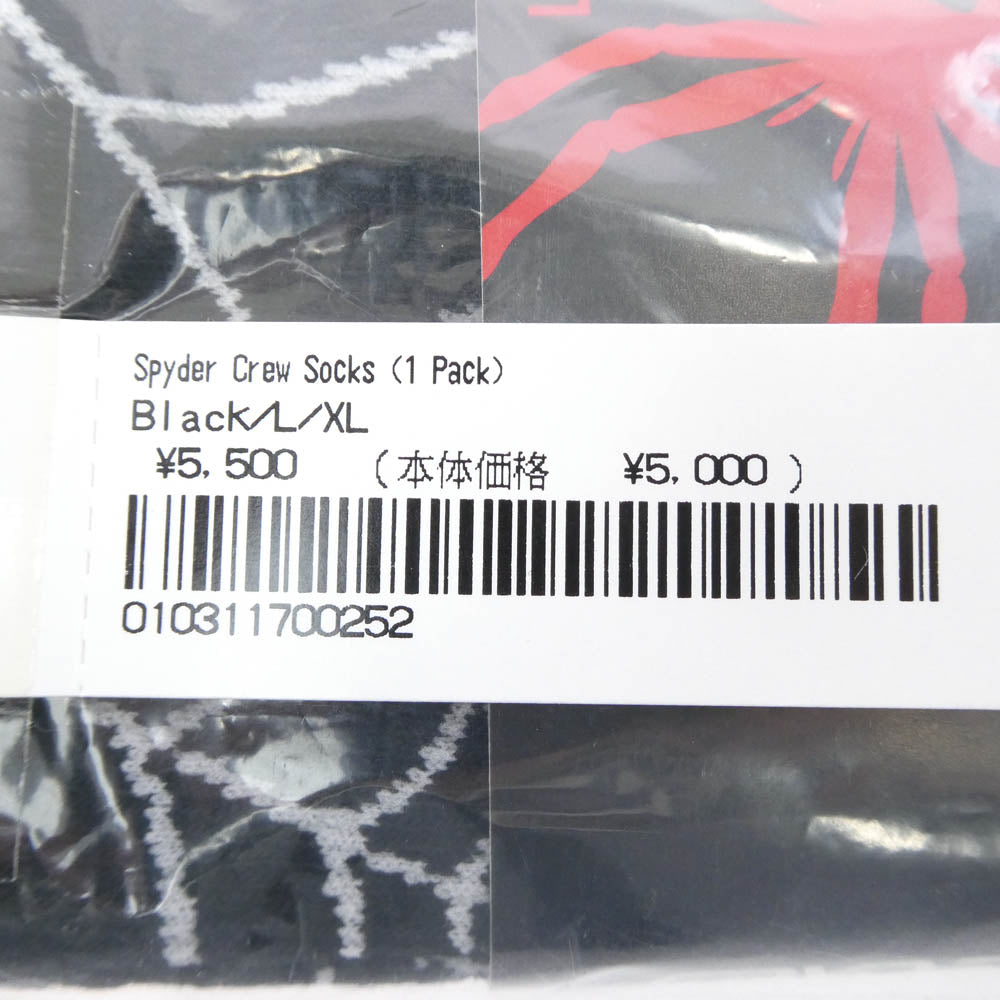 Spyder Crew Socks (1 Pack)
Black/L/XL
¥5,500 (本体価格 ¥5,000)
010311700252